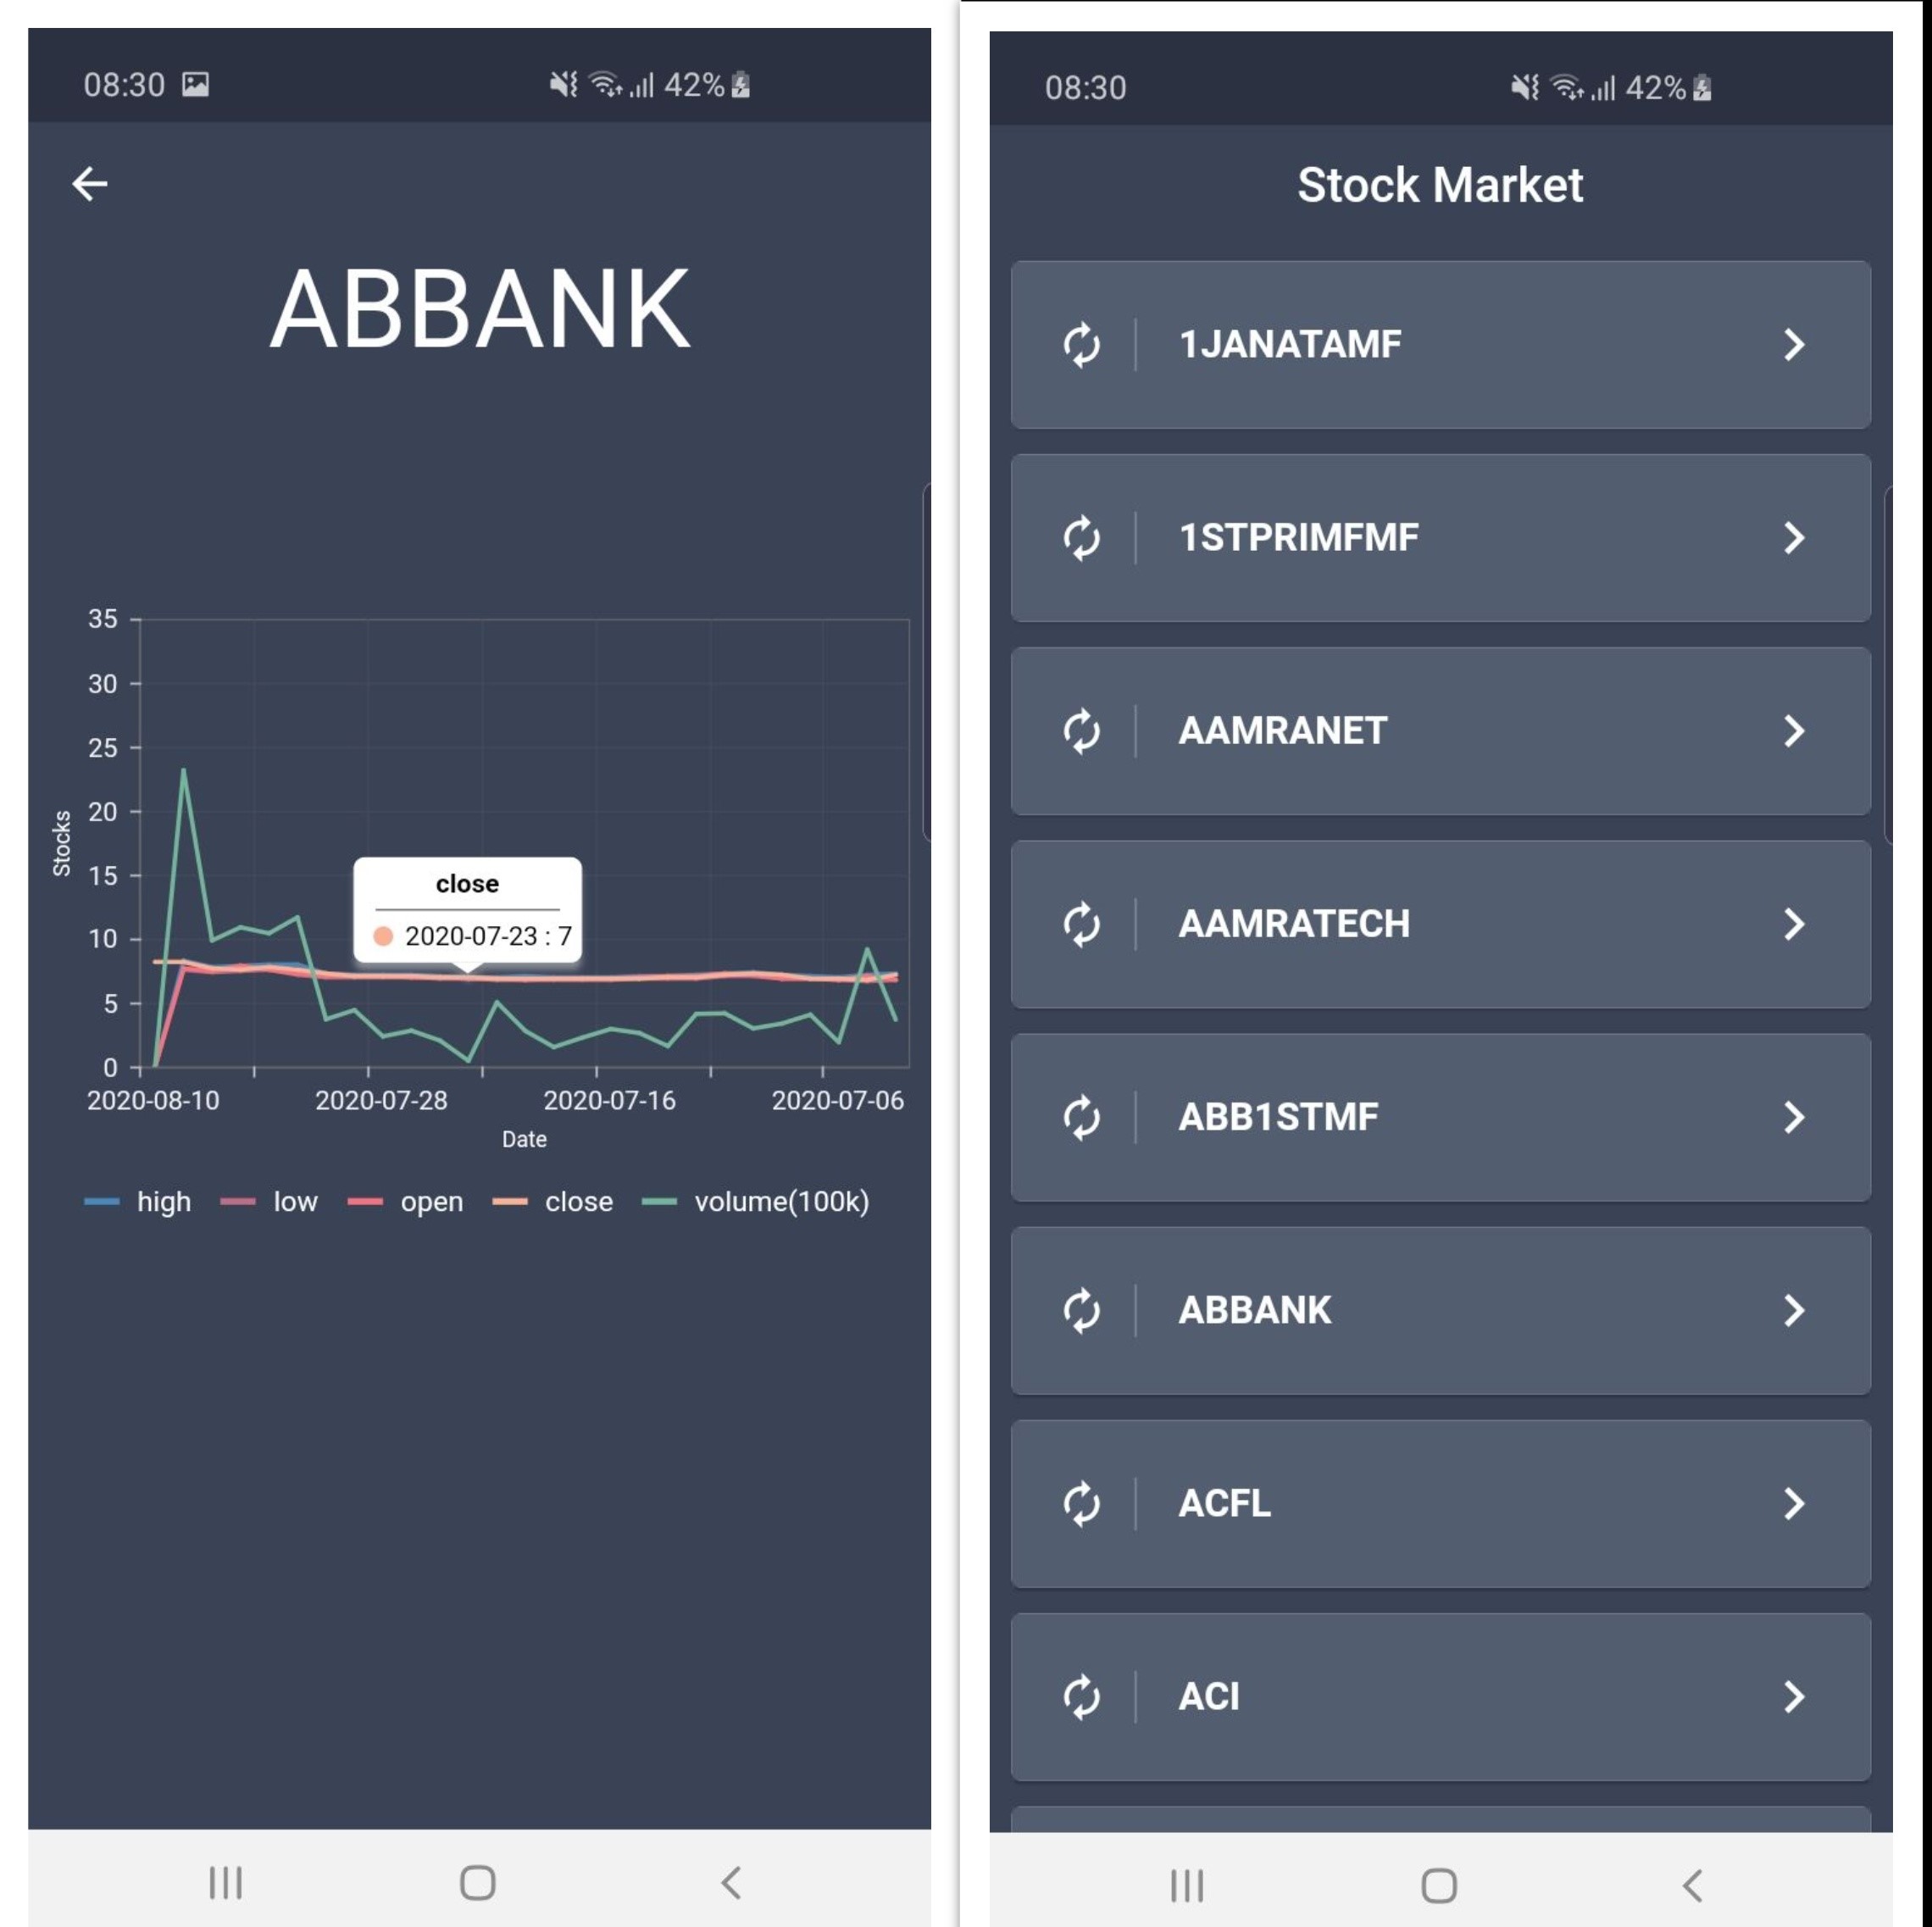 08:30 42%
ABBANK
35
30
25
20
15
10
5
0
Stocks
close
2020-07-23 : 7
2020-08-10 2020-07-28 2020-07-16 2020-07-06
Date
high low open close volume(100k)
08:30 42%
Stock Market
1JANATAMF
1STPRIMFMF
AAMRANET
AAMRATECH
ABB1STMF
ABBANK
ACFL
ACI